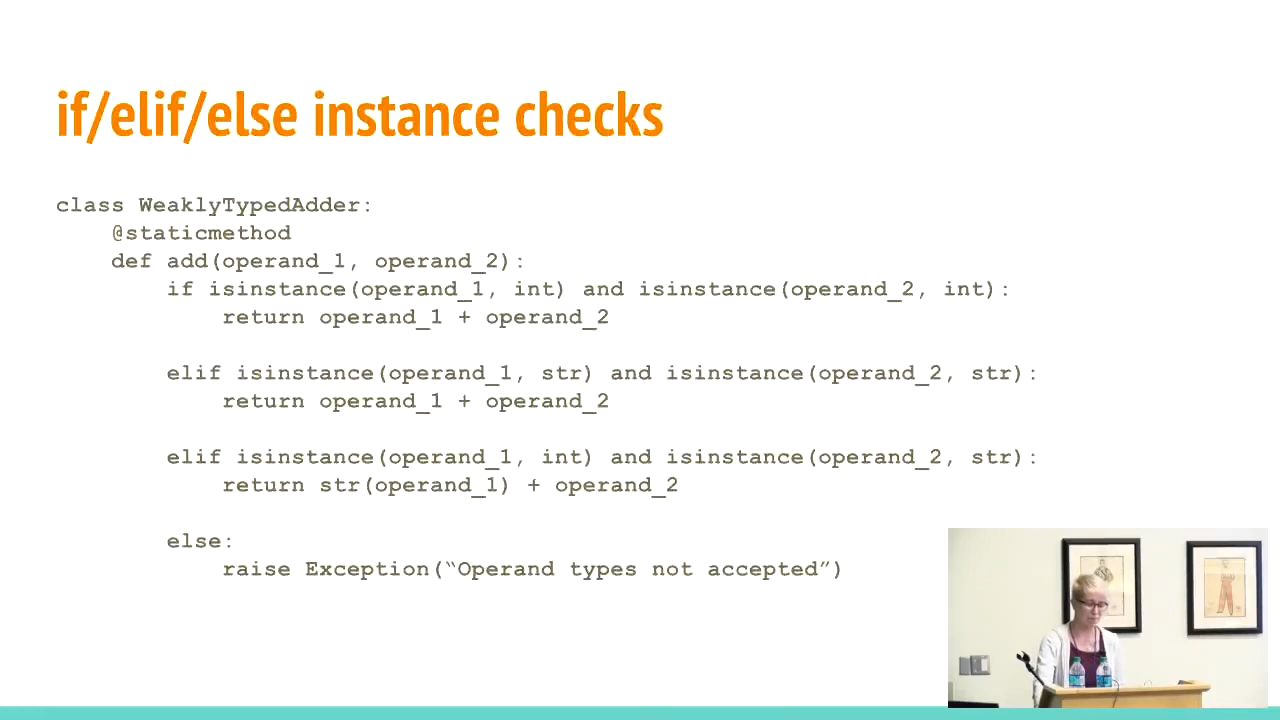 if/elif/else instance checks
class WeaklyTypedAdder:
    @staticmethod
    def add(operand_1, operand_2):
        if isinstance(operand_1, int) and isinstance(operand_2, int):
            return operand_1 + operand_2
        elif isinstance(operand_1, str) and isinstance(operand_2, str):
            return operand_1 + operand_2
        elif isinstance(operand_1, int) and isinstance(operand_2, str):
            return str(operand_1) + operand_2
        else:
            raise Exception(“Operand types not accepted”)